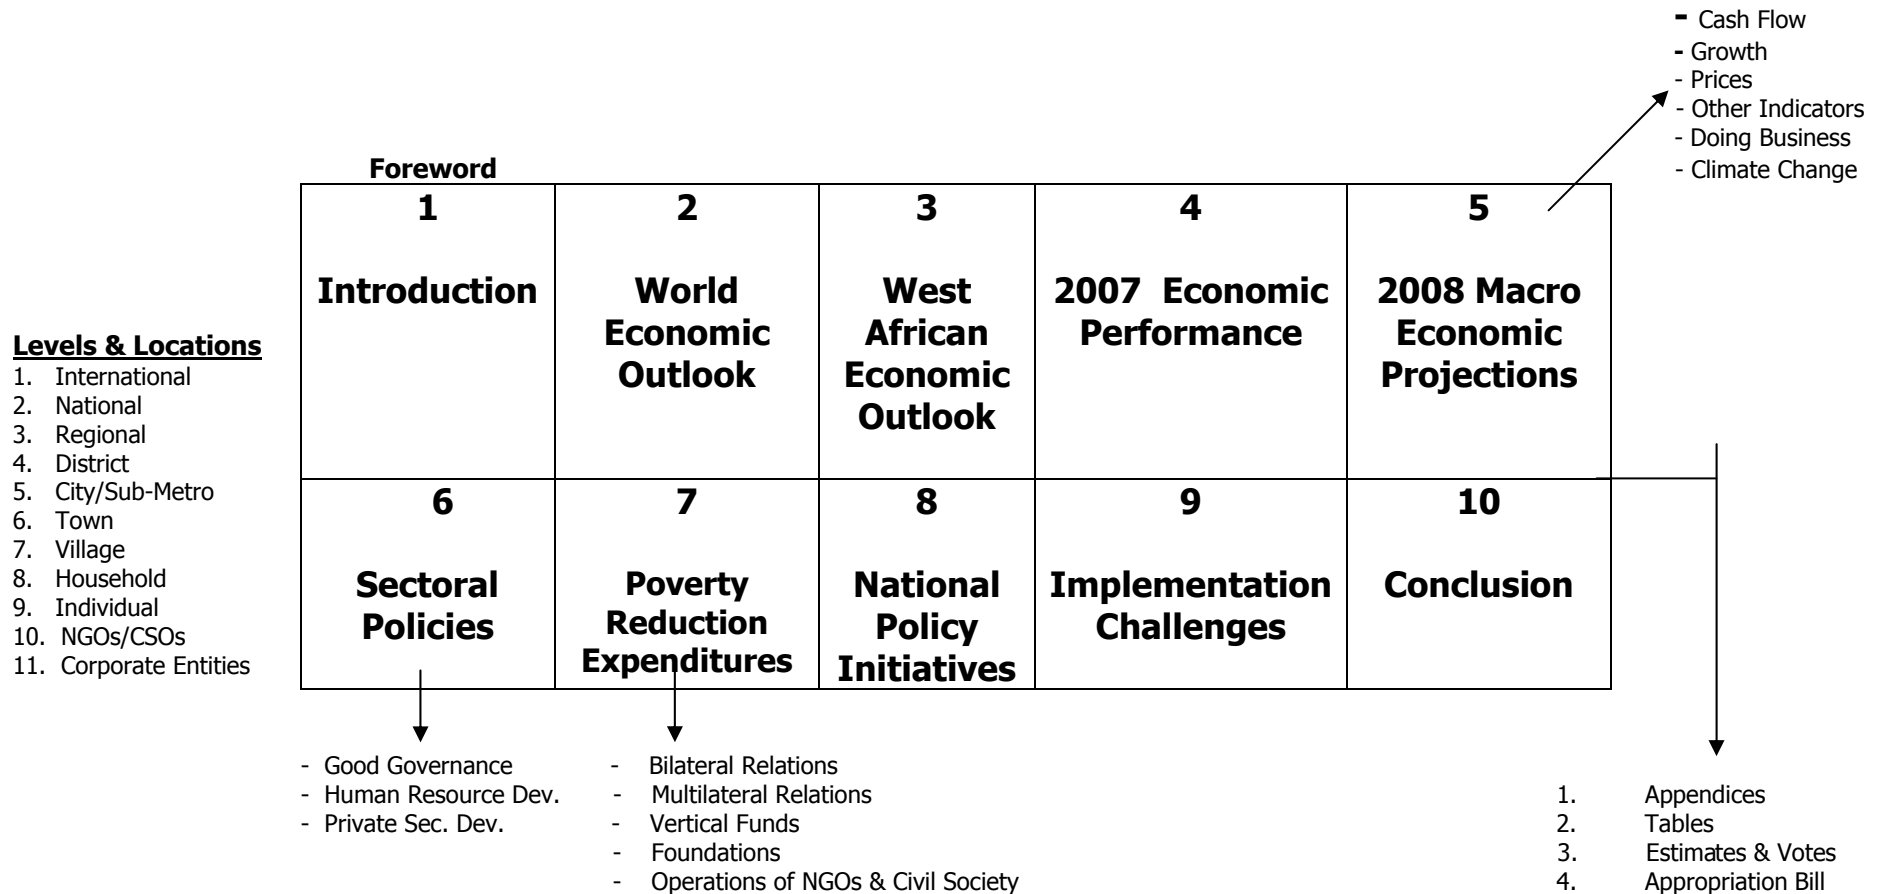 - Cash Flow
- Growth
- Prices
- Other Indicators
- Doing Business
- Climate Change
Foreword
1
Introduction
2
World
Economic
Outlook
3
West
African
Economic
Outlook
4
2007 Economic
Performance
5
2008 Macro
Economic
Projections
Levels & Locations
1. International
2. National
3. Regional
4. District
5. City/Sub-Metro
6. Town
7. Village
8. Household
9. Individual
10. NGOs/CSOs
11. Corporate Entities
6
Sectoral
Policies
7
Poverty
Reduction
Expenditures
8
National
Policy
Initiatives
9
Implementation
Challenges
10
Conclusion
- Good Governance
- Human Resource Dev.
- Private Sec. Dev.
- Bilateral Relations
- Multilateral Relations
- Vertical Funds
- Foundations
- Operations of NGOs & Civil Society
1. Appendices
2. Tables
3. Estimates & Votes
4. Appropriation Bill